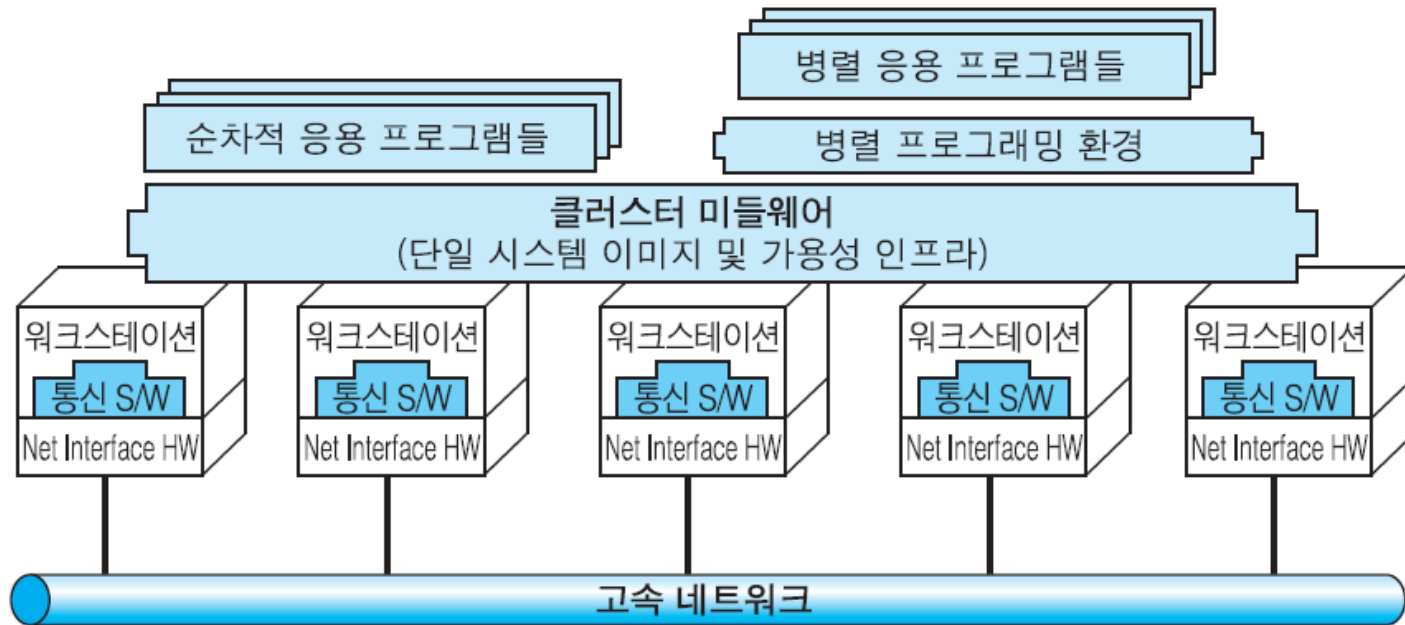 병렬 응용 프로그램들
순차적 응용 프로그램들
병렬 프로그래밍 환경
클러스터 미들웨어
(단일 시스템 이미지 및 가용성 인프라)
워크스테이션
통신 S/W
Net Interface HW
워크스테이션
통신 S/W
Net Interface HW
워크스테이션
통신 S/W
Net Interface HW
워크스테이션
통신 S/W
Net Interface HW
워크스테이션
통신 S/W
Net Interface HW
고속 네트워크